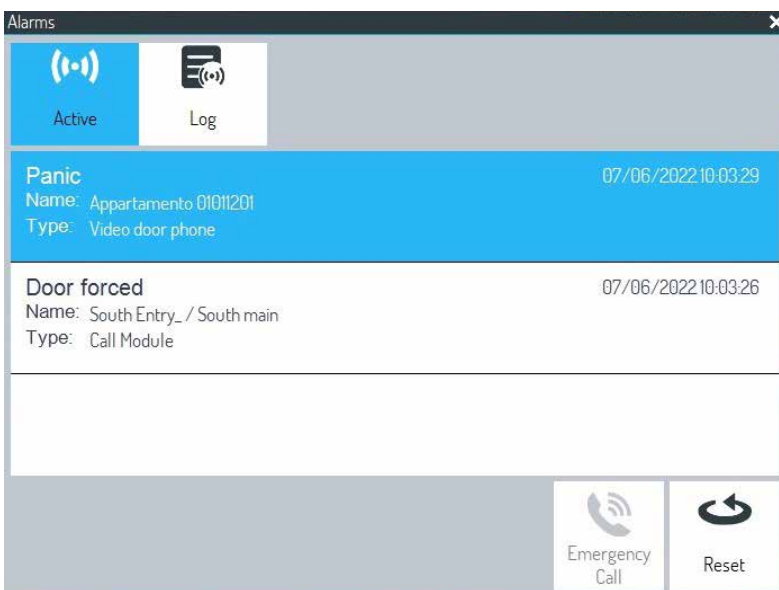 Alarms
Active
Log
Panic
07/06/2022 10:03:29
Name: Appartamento 01011201
Type: Video door phone
Door forced
07/06/2022 10:03:26
Name: South Entry_ / South main
Type: Call Module
Emergency
Call
Reset